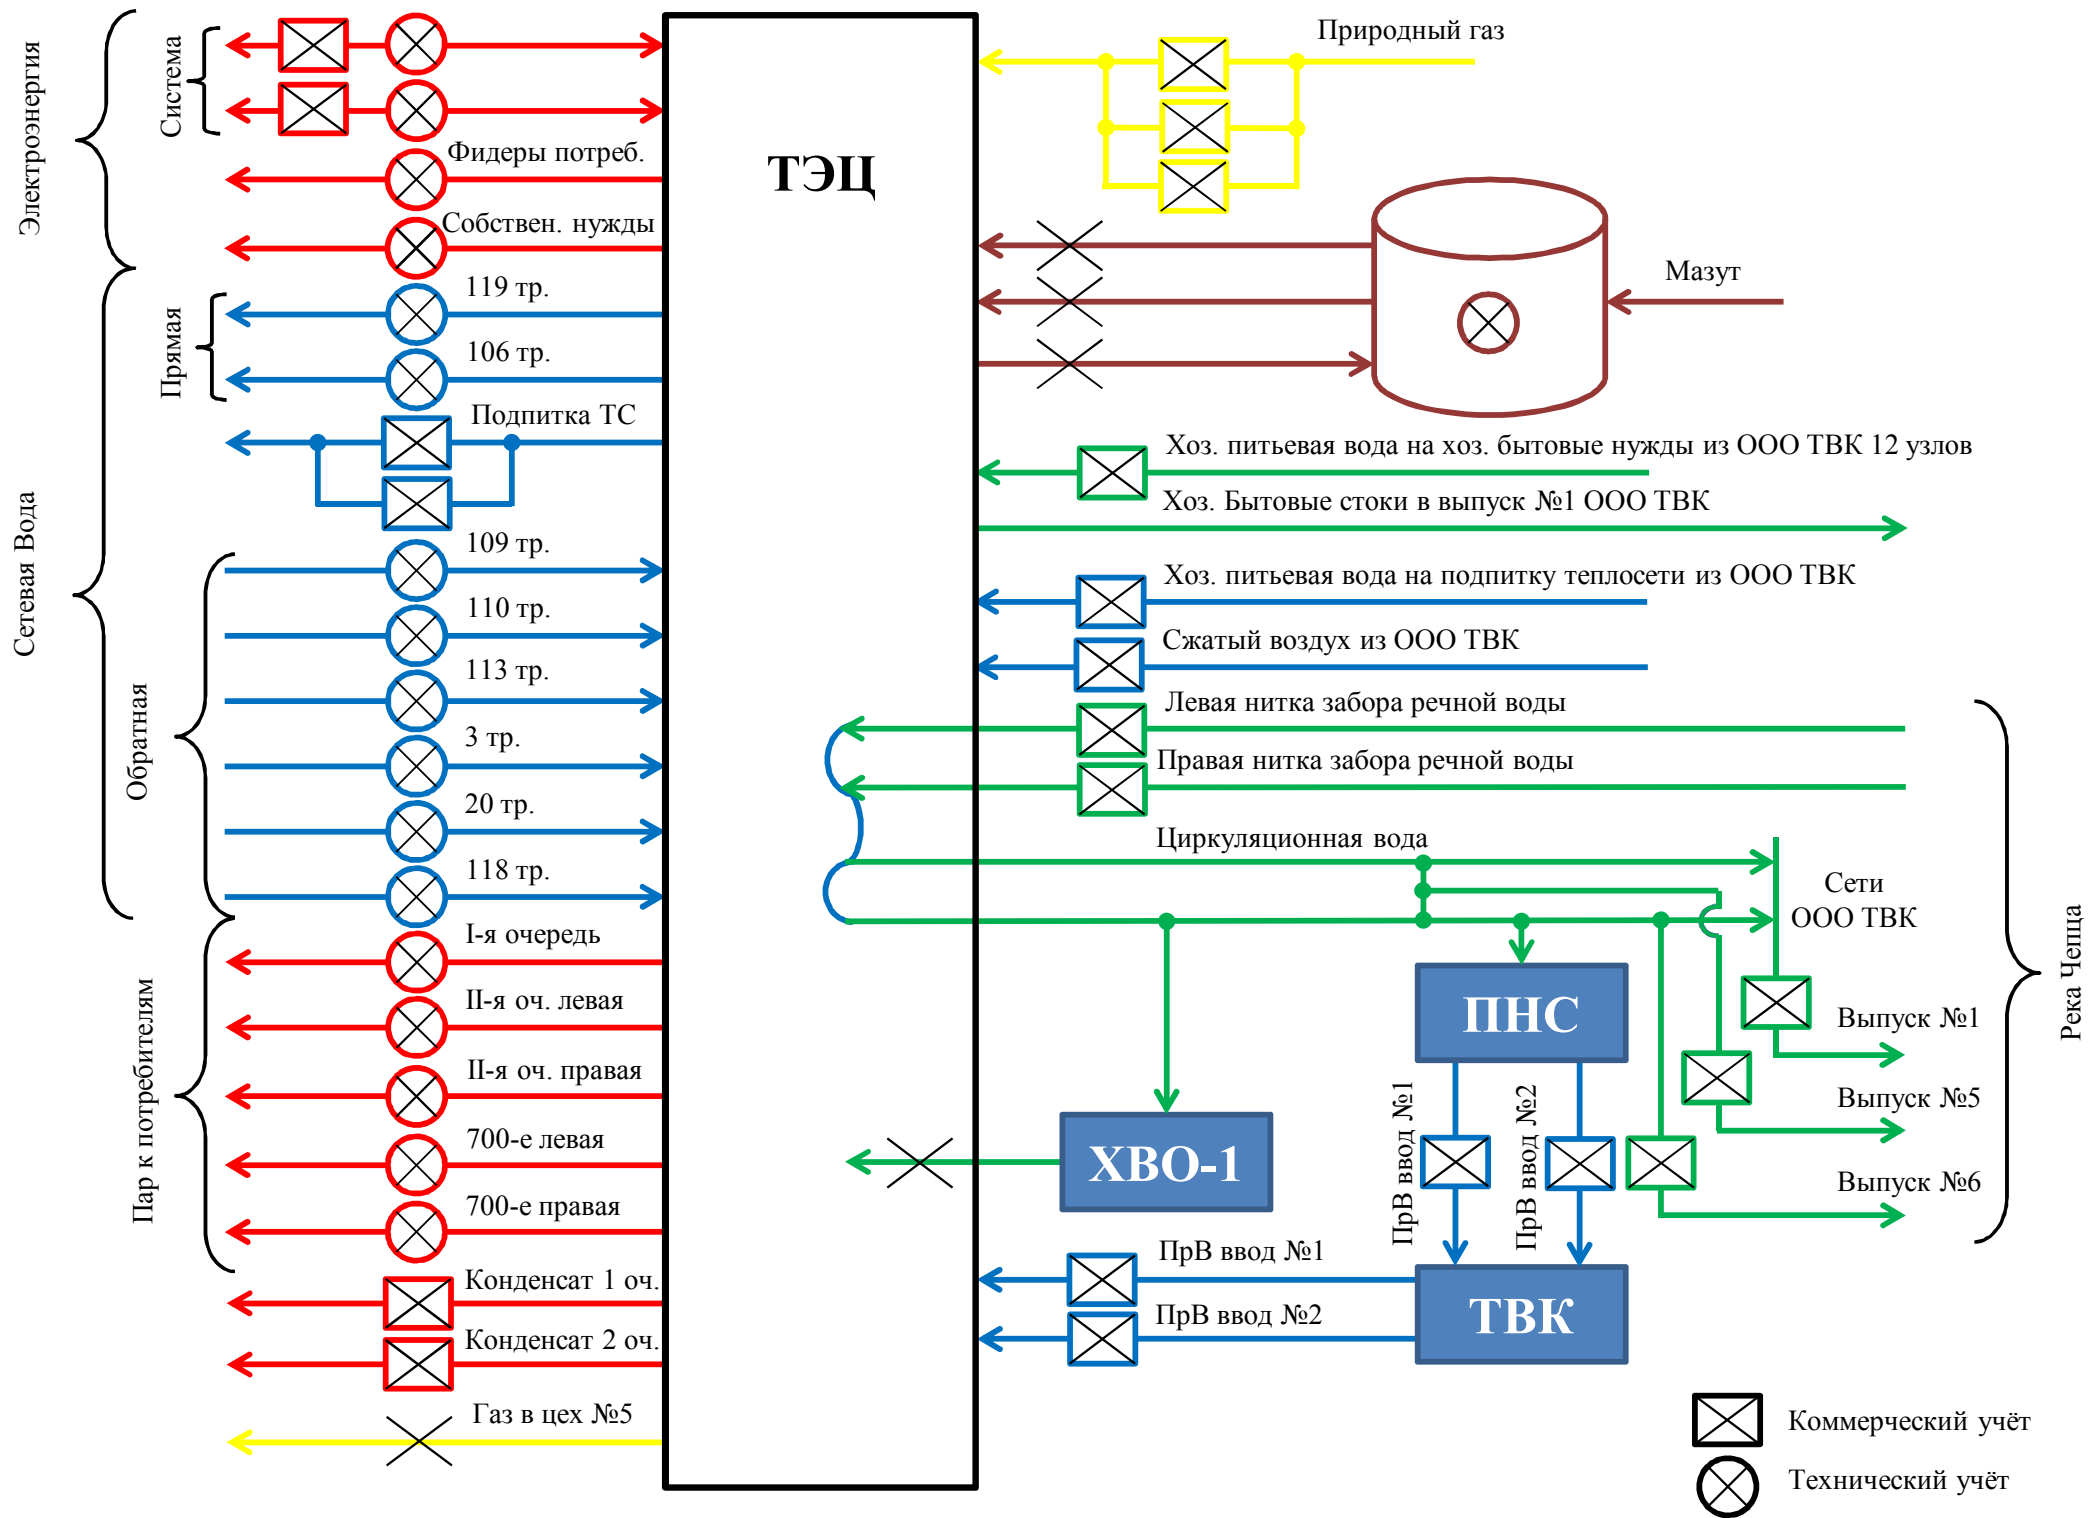 Электроэнергия
Система
Фидеры потреб.
Собствен. нужды
Сетевая Вода
Прямая
119 тр.
106 тр.
Подпитка ТС
Обратная
109 тр.
110 тр.
113 тр.
3 тр.
20 тр.
118 тр.
Пар к потребителям
I-я очередь
II-я оч. левая
II-я оч. правая
700-е левая
700-е правая
Конденсат 1 оч.
Конденсат 2 оч.
Газ в цех №5
ТЭЦ
Природный газ
Мазут
Хоз. питьевая вода на хоз. бытовые нужды из ООО ТВК 12 узлов
Хоз. Бытовые стоки в выпуск №1 ООО ТВК
Хоз. питьевая вода на подпитку теплосети из ООО ТВК
Сжатый воздух из ООО ТВК
Левая нитка забора речной воды
Правая нитка забора речной воды
Циркуляционная вода
Сети
ООО ТВК
Река Чепца
ПНС
Выпуск №1
Выпуск №5
Выпуск №6
ПрВ ввод №1
ПрВ ввод №2
ХВО-1
ПрВ ввод №1
ПрВ ввод №2
ТВК
Коммерческий учёт
Технический учёт